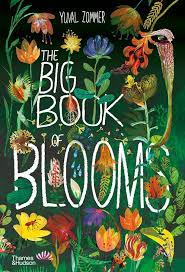 YUVAL ZOMMER
THE
BIG
BOOK
OF
BLOOMS
Thames&Hudson